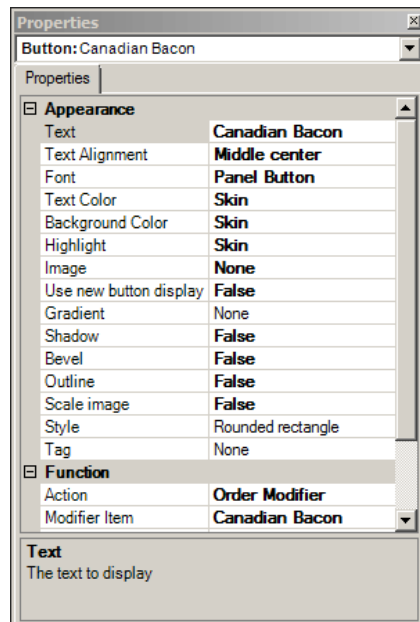 Properties
Button: Canadian Bacon
Properties
Appearance
Text Canadian Bacon
Text Alignment Middle center
Font Panel Button
Text Color Skin
Background Color Skin
Highlight Skin
Image None
Use new button display False
Gradient None
Shadow False
Bevel False
Outline False
Scale image False
Style Rounded rectangle
Tag None
Function
Action Order Modifier
Modifier Item Canadian Bacon
Text
The text to display